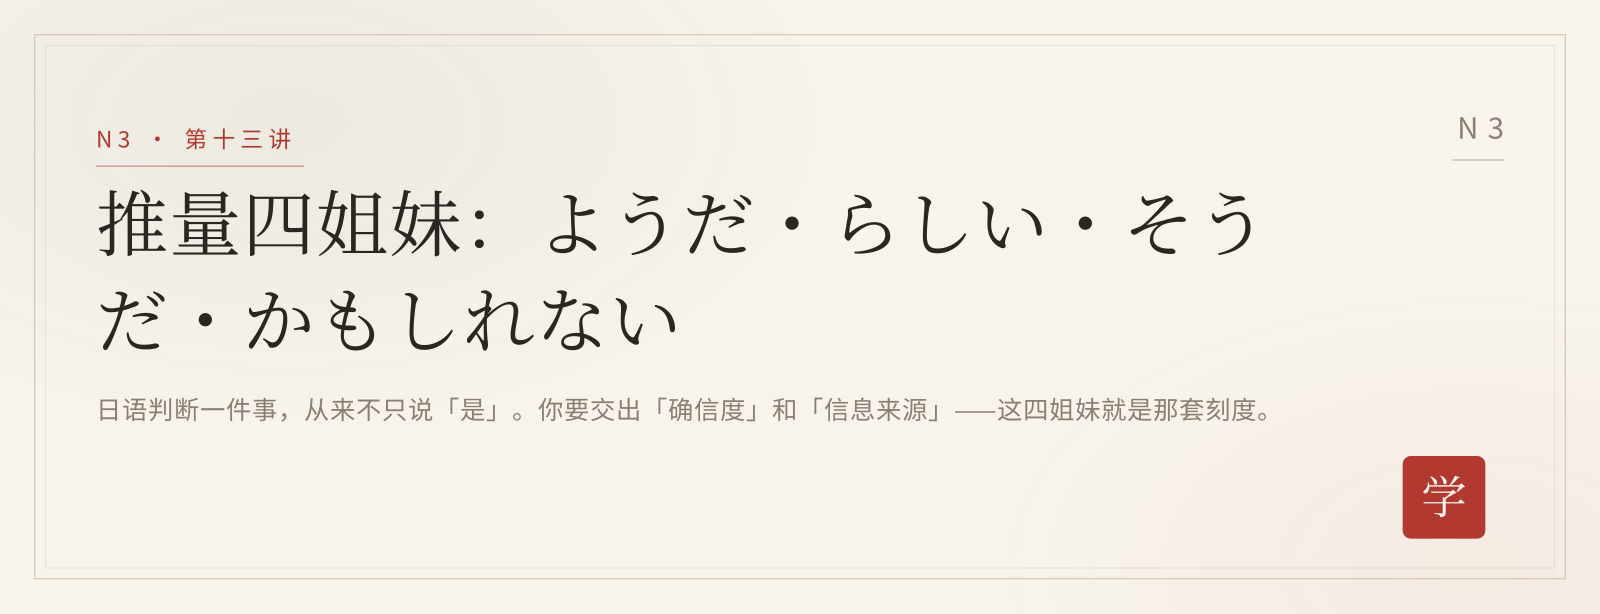 N3 · 第十三讲
N3
推量四姐妹：ようだ・らしい・そう
だ・かもしれない
日语判断一件事，从来不只说「是」。你要交出「确信度」和「信息来源」——这四姐妹就是那套刻度。
学